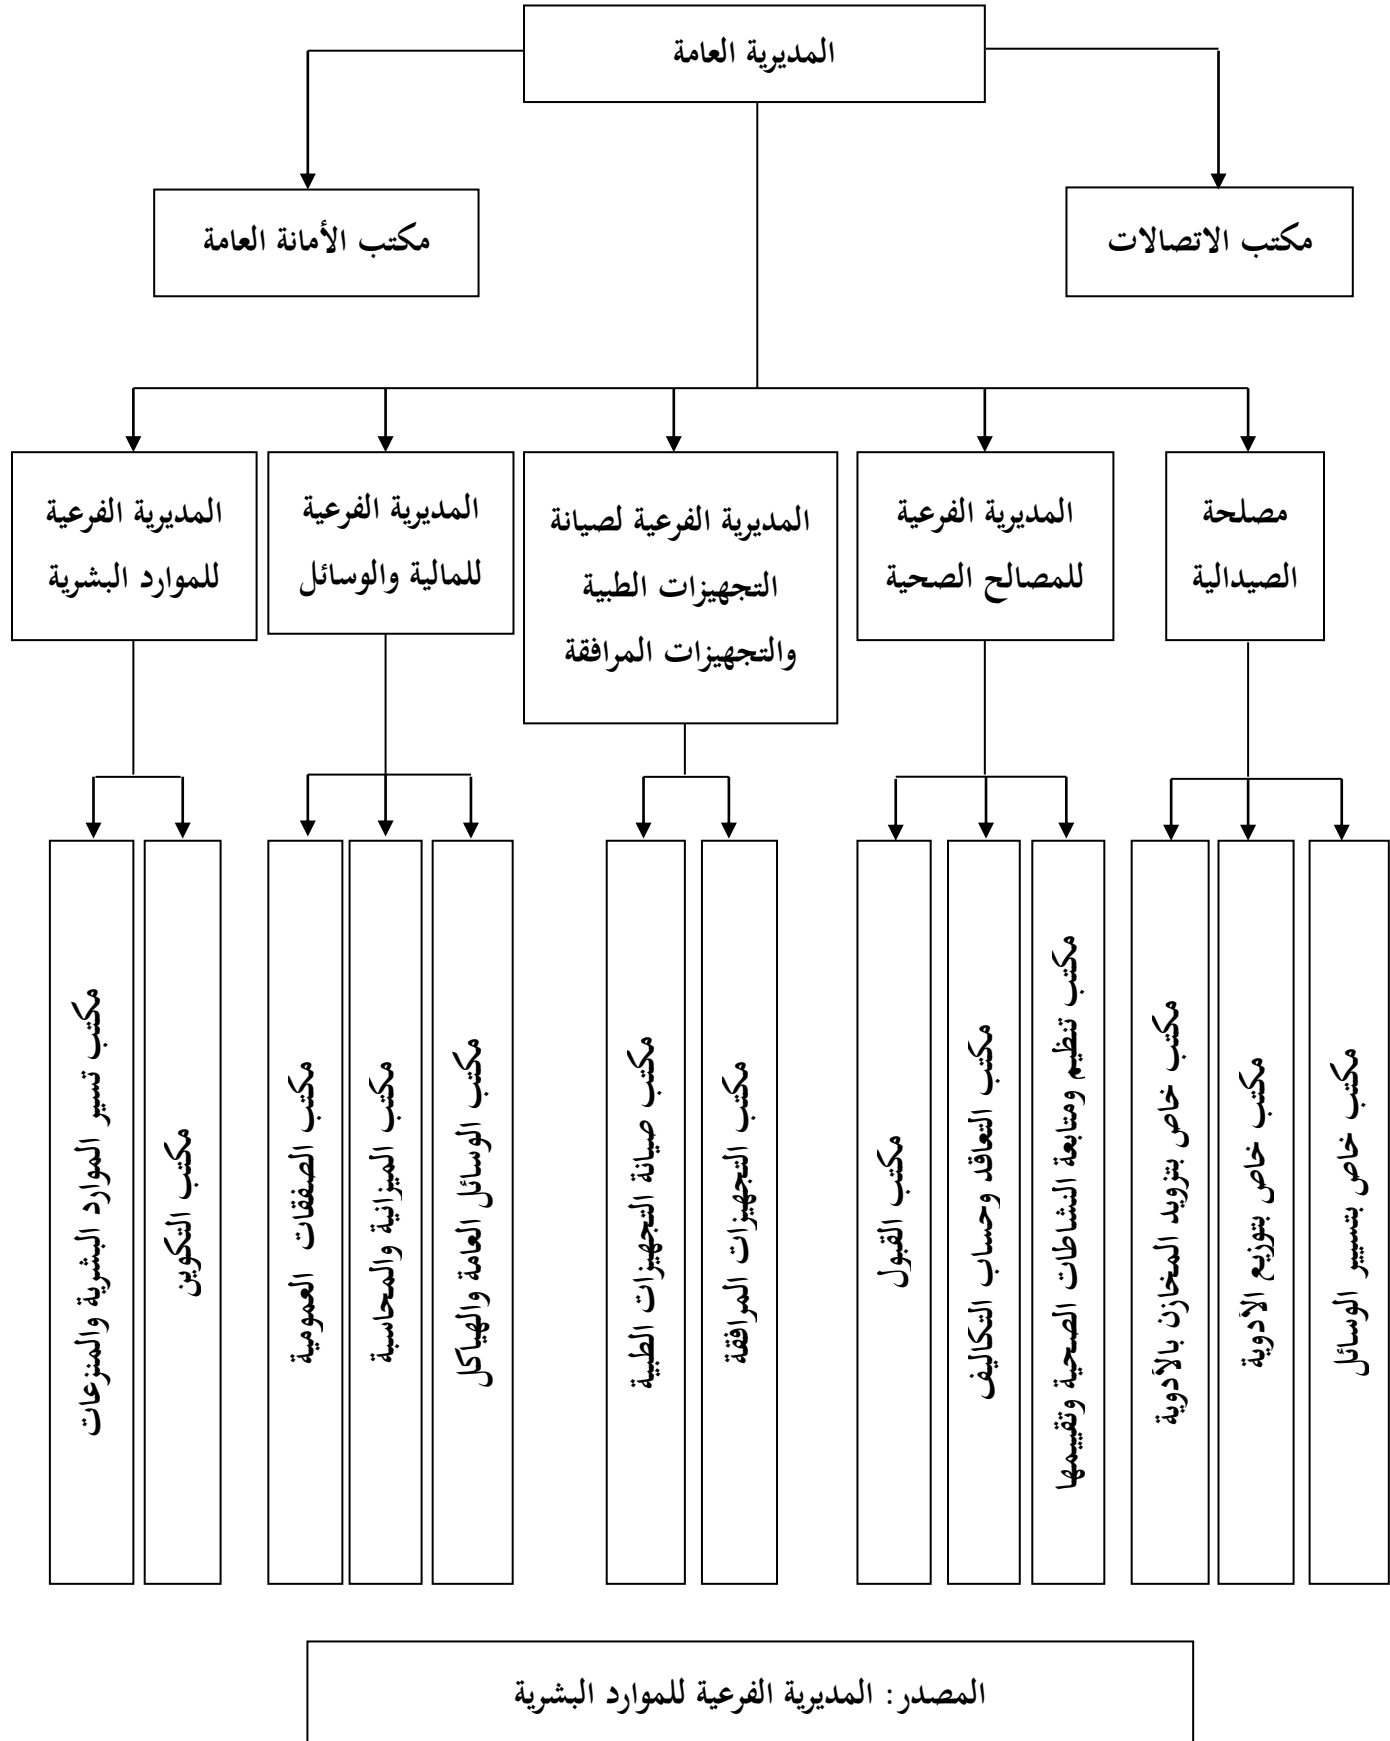 المديرية العامة
مكتب الاتصالات
مكتب الأمانة العامة
مصلحة
الصيدالية
المديرية الفرعية
للمصالح الصحية
المديرية الفرعية لصيانة
التجهيزات الطبية
والتجهيزات المرافقة
المديرية الفرعية
للمالية والوسائل
المديرية الفرعية
للموارد البشرية
مكتب خاص بتسيير الوسائل
مكتب خاص بتوزيع الأدوية
مكتب خاص بتزويد المخازن بالأدوية
مكتب تنظيم ومتابعة النشاطات الصحية وتقييمها
مكتب التعاقد وحساب التكاليف
مكتب القبول
مكتب التجهيزات المرافقة
مكتب صيانة التجهيزات الطبية
مكتب الوسائل العامة والهياكل
مكتب الميزانية والمحاسبة
مكتب الصفقات العمومية
مكتب التكوين
مكتب تسير الموارد البشرية والمنزعات
المصدر: المديرية الفرعية للموارد البشرية